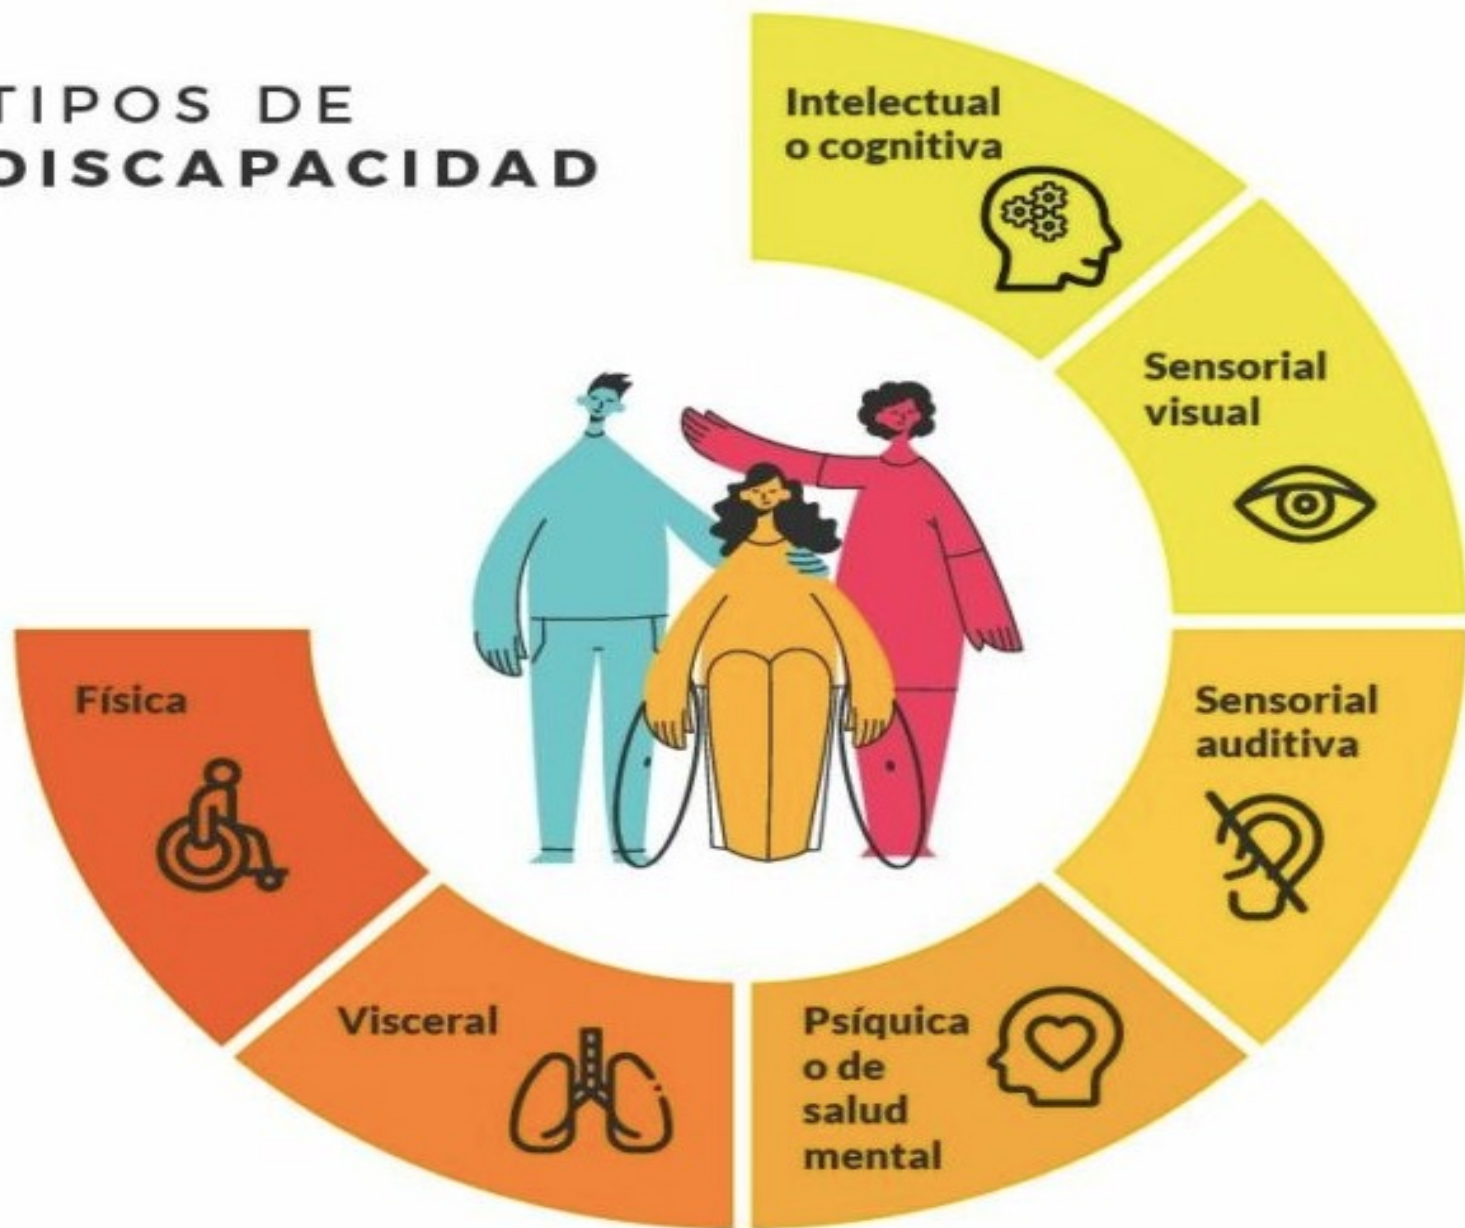 TIPOS DE
DISCAPACIDAD
Intelectual
o cognitiva
Sensorial
visual
Sensorial
auditiva
Psíquica
o de
salud
mental
Visceral
Física